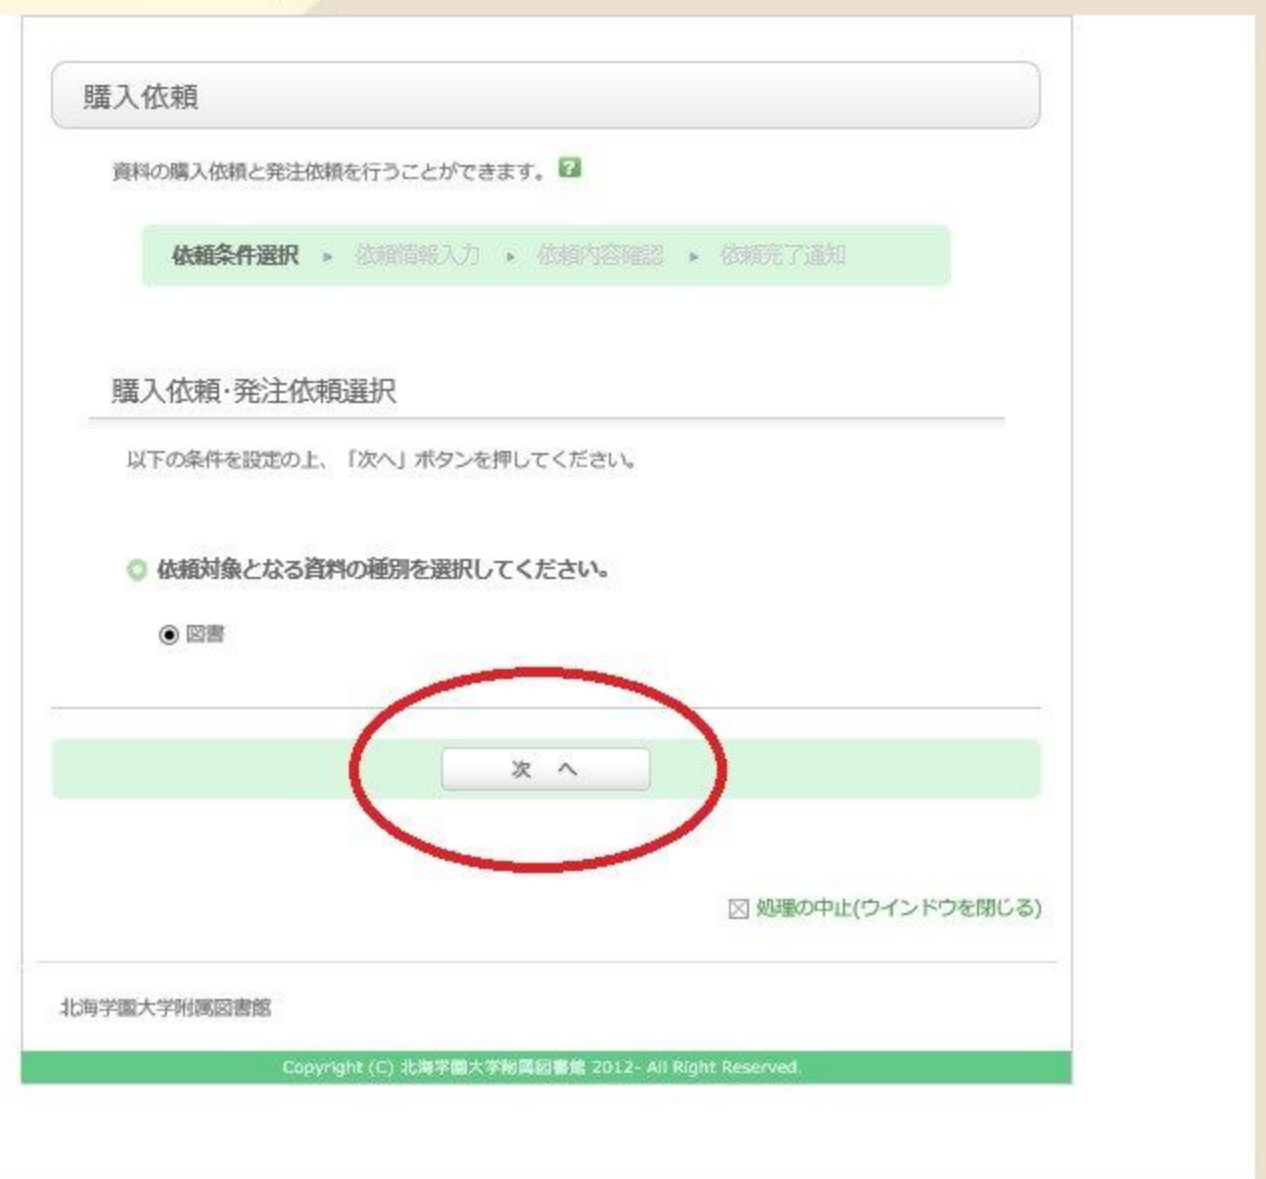 購入依頼
資料の購入依頼と発注依頼を行うことができます。 ?
依頼条件選択 ▶ 依頼情報入力 ▶ 依頼内容確認 ▶ 依頼完了通知
購入依頼・発注依頼選択
以下の条件を設定の上、「次へ」ボタンを押してください。
依頼対象となる資料の種別を選択してください。
図書
次 へ
処理の中止(ウインドウを閉じる)
北海学園大学附属図書館
Copyright (C) 北海学園大学附属図書館 2012- All Right Reserved.